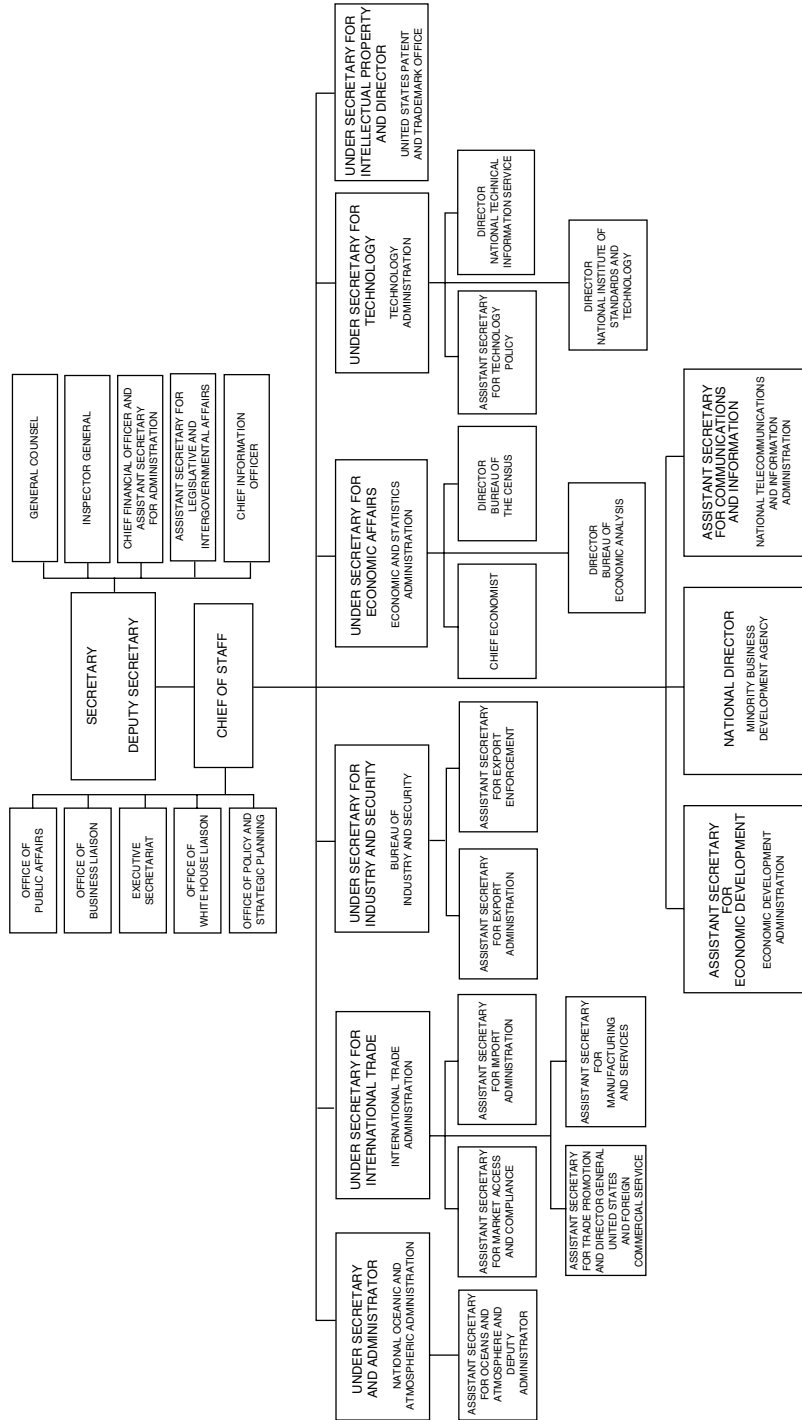 SECRETARY
DEPUTY SECRETARY
CHIEF OF STAFF
GENERAL COUNSEL
INSPECTOR GENERAL
CHIEF FINANCIAL OFFICER AND
ASSISTANT SECRETARY
FOR ADMINISTRATION
ASSISTANT SECRETARY FOR
LEGISLATIVE AND
INTERGOVERNMENTAL AFFAIRS
CHIEF INFORMATION
OFFICER
OFFICE OF
PUBLIC AFFAIRS
OFFICE OF
BUSINESS LIAISON
EXECUTIVE
SECRETARIAT
OFFICE OF
WHITE HOUSE LIAISON
OFFICE OF POLICY AND
STRATEGIC PLANNING
UNDER SECRETARY
AND ADMINISTRATOR
NATIONAL OCEANIC AND
ATMOSPHERIC ADMINISTRATION
ASSISTANT SECRETARY
FOR OCEANS AND
ATMOSPHERE AND
DEPUTY
ADMINISTRATOR
UNDER SECRETARY FOR
INTERNATIONAL TRADE
INTERNATIONAL TRADE
ADMINISTRATION
ASSISTANT SECRETARY
FOR MARKET ACCESS
AND COMPLIANCE
ASSISTANT SECRETARY
FOR IMPORT
ADMINISTRATION
ASSISTANT SECRETARY
FOR TRADE PROMOTION
AND DIRECTOR GENERAL
UNITED STATES
AND FOREIGN
COMMERCIAL SERVICE
ASSISTANT SECRETARY
FOR
MANUFACTURING
AND SERVICES
UNDER SECRETARY FOR
INDUSTRY AND SECURITY
BUREAU OF
INDUSTRY AND SECURITY
ASSISTANT SECRETARY
FOR EXPORT
ADMINISTRATION
ASSISTANT SECRETARY
FOR EXPORT
ENFORCEMENT
UNDER SECRETARY FOR
ECONOMIC AFFAIRS
ECONOMIC AND STATISTICS
ADMINISTRATION
CHIEF ECONOMIST
DIRECTOR
BUREAU OF
THE CENSUS
DIRECTOR
BUREAU OF
ECONOMIC ANALYSIS
UNDER SECRETARY FOR
TECHNOLOGY
TECHNOLOGY
ADMINISTRATION
ASSISTANT SECRETARY
FOR TECHNOLOGY
POLICY
DIRECTOR
NATIONAL TECHNICAL
INFORMATION SERVICE
DIRECTOR
NATIONAL INSTITUTE OF
STANDARDS AND
TECHNOLOGY
UNDER SECRETARY FOR
INTELLECTUAL PROPERTY
AND DIRECTOR
UNITED STATES PATENT
AND TRADEMARK OFFICE
ASSISTANT SECRETARY
FOR
ECONOMIC DEVELOPMENT
ECONOMIC DEVELOPMENT
ADMINISTRATION
NATIONAL DIRECTOR
MINORITY BUSINESS
DEVELOPMENT AGENCY
ASSISTANT SECRETARY
FOR COMMUNICATIONS
AND INFORMATION
NATIONAL TELECOMMUNICATIONS
AND INFORMATION
ADMINISTRATION